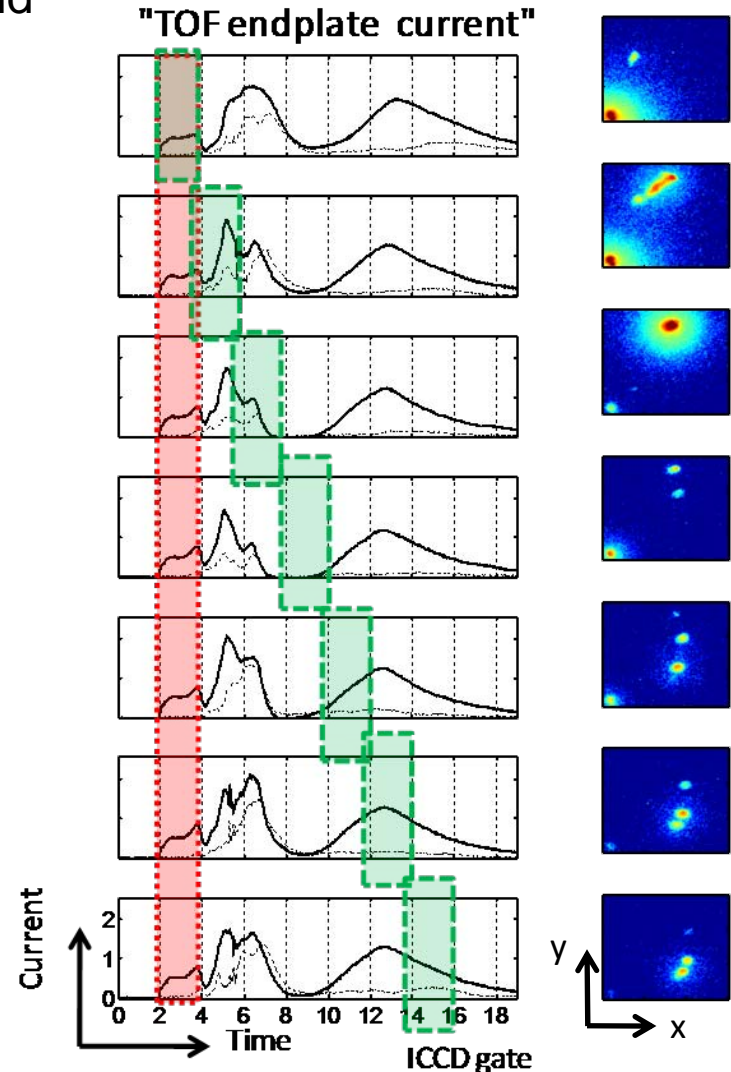 "TOF endplate current"
Current
2
1
0
0 2 4 6 8 10 12 14 16 18
Time
ICCD gate
y
x